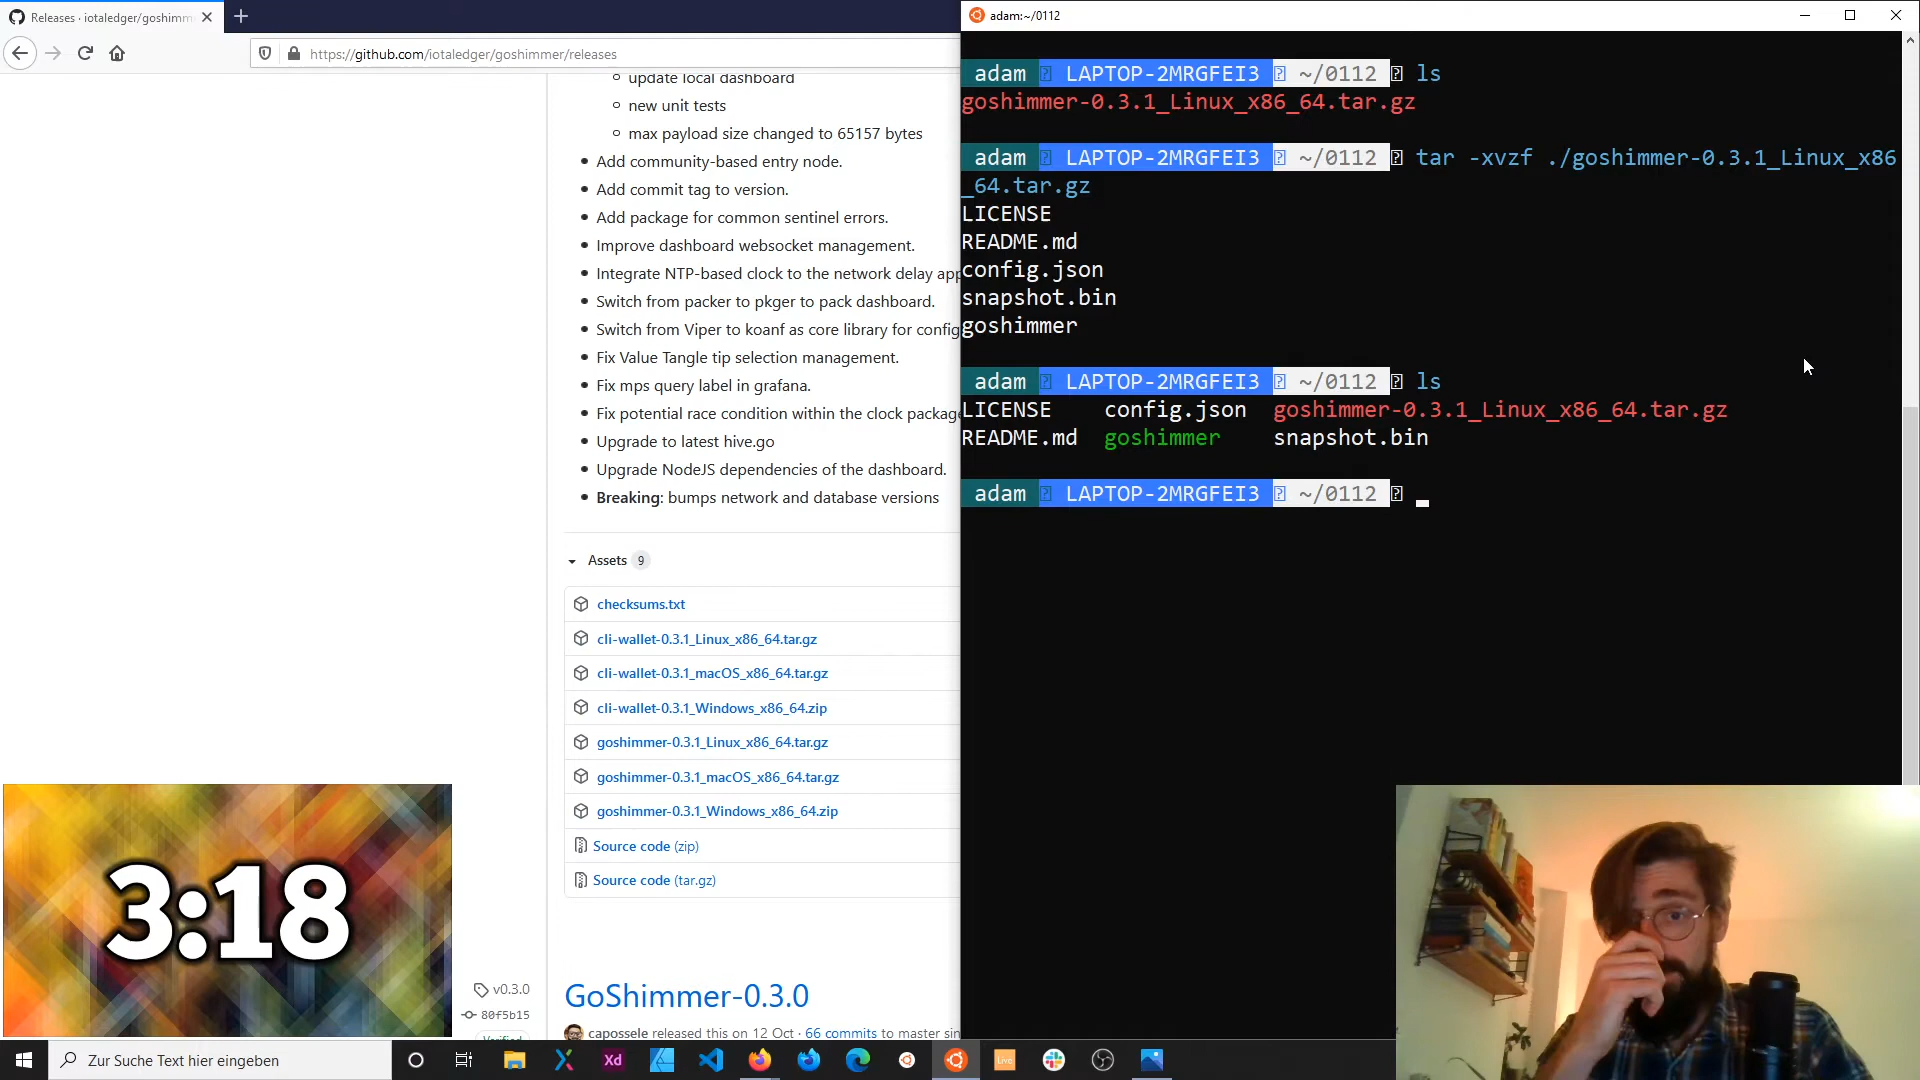 Releases · iotaledger/goshimm
https://github.com/iotaledger/goshimmer/releases
update local dashboard
new unit tests
max payload size changed to 65157 bytes
Add community-based entry node.
Add commit tag to version.
Add package for common sentinel errors.
Improve dashboard websocket management.
Integrate NTP-based clock to the network delay app
Switch from packer to pkger to pack dashboard.
Switch from Viper to koanf as core library for config
Fix Value Tangle tip selection management.
Fix mps query label in grafana.
Fix potential race condition within the clock package
Upgrade to latest hive.go
Upgrade NodeJS dependencies of the dashboard.
Breaking: bumps network and database versions
Assets 9
checksums.txt
cli-wallet-0.3.1_Linux_x86_64.tar.gz
cli-wallet-0.3.1_macOS_x86_64.tar.gz
cli-wallet-0.3.1_Windows_x86_64.zip
goshimmer-0.3.1_Linux_x86_64.tar.gz
goshimmer-0.3.1_macOS_x86_64.tar.gz
goshimmer-0.3.1_Windows_x86_64.zip
Source code (zip)
Source code (tar.gz)
v0.3.0
80f5b15
Verified
GoShimmer-0.3.0
capossele released this on 12 Oct · 66 commits to master sin
3:18
adam:~/0112
adam LAPTOP-2MRGFEI3 ~/0112 ls
goshimmer-0.3.1_Linux_x86_64.tar.gz
adam LAPTOP-2MRGFEI3 ~/0112 tar -xvzf ./goshimmer-0.3.1_Linux_x86
_64.tar.gz
LICENSE
README.md
config.json
snapshot.bin
goshimmer
adam LAPTOP-2MRGFEI3 ~/0112 ls
LICENSE config.json goshimmer-0.3.1_Linux_x86_64.tar.gz
README.md goshimmer snapshot.bin
adam LAPTOP-2MRGFEI3 ~/0112
Zur Suche Text hier eingeben
Xd
Live